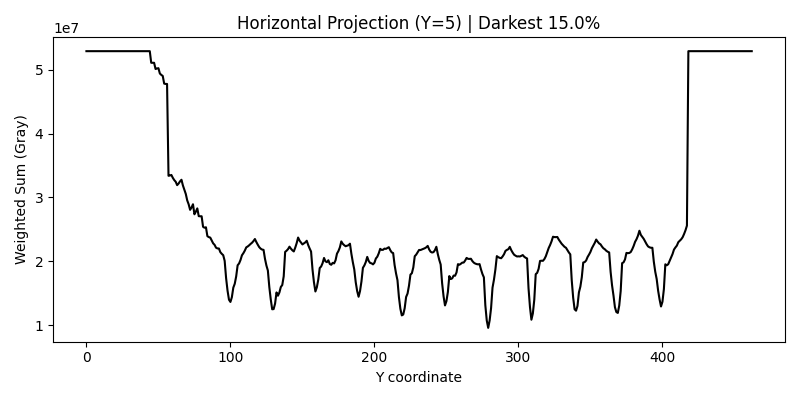 Horizontal Projection (Y=5) | Darkest 15.0%
1e7
5
4
3
2
1
Weighted Sum (Gray)
0 100 200 300 400
Y coordinate